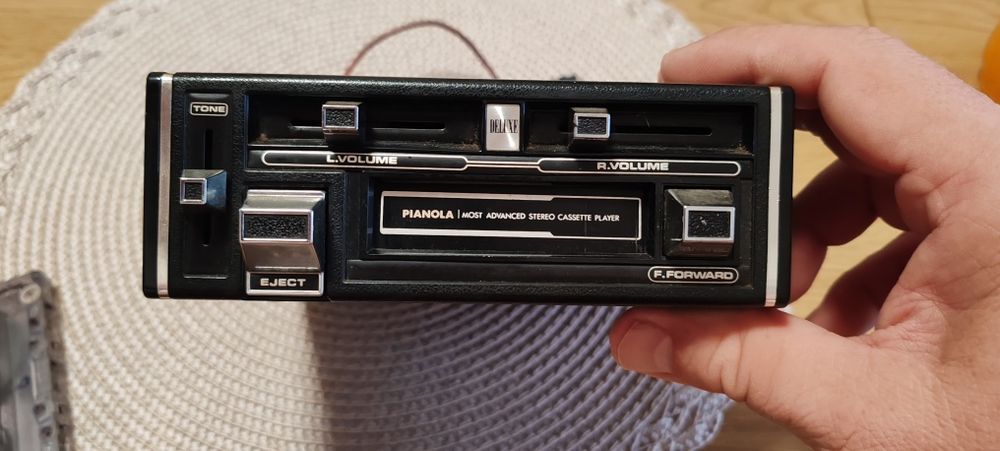 TONE
DELUXE
L.VOLUME
R.VOLUME
PIANOLA | MOST ADVANCED STEREO CASSETTE PLAYER
EJECT
F.FORWARD